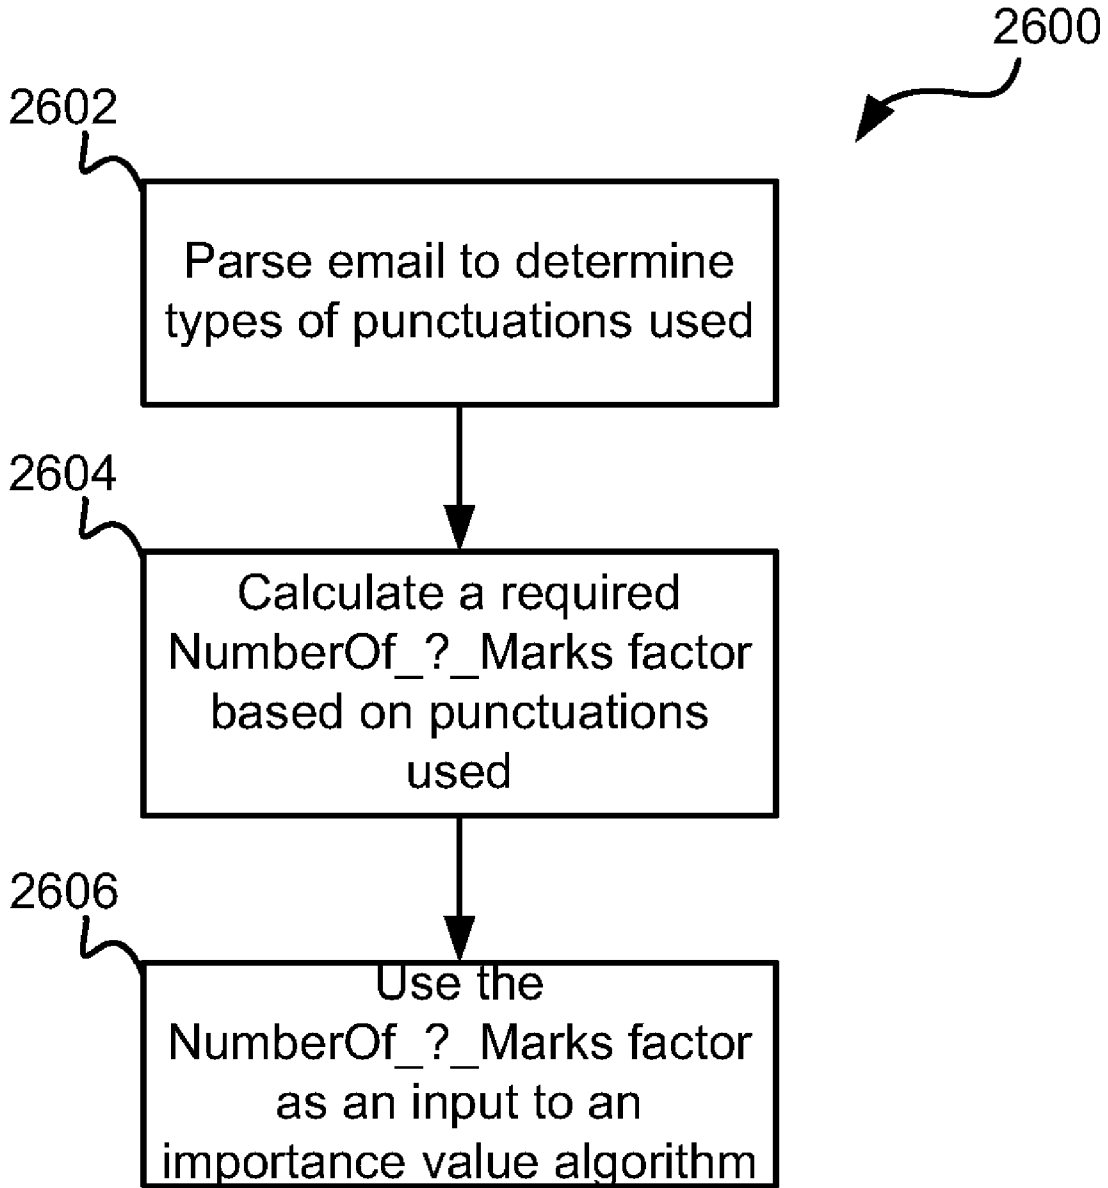 2600
2602
Parse email to determine
types of punctuations used
2604
Calculate a required
NumberOf_?_Marks factor
based on punctuations
used
2606
Use the
NumberOf_?_Marks factor
as an input to an
importance value algorithm